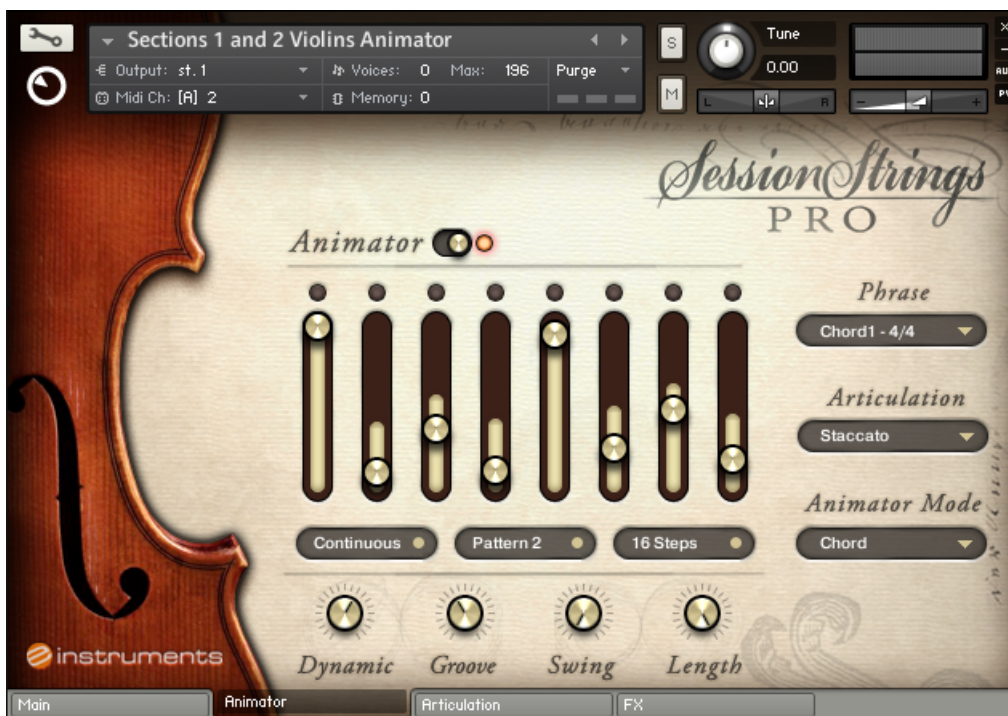 Sections 1 and 2 Violins Animator
Output: st.1
Voices: 0 Max: 196
Purge
Midi Ch: [A] 2
Memory: 0
S
M
Tune
0.00
L R
- +
AU
PV
Session Strings
PRO
Animator
Phrase
Chord1 - 4/4
Articulation
Staccato
Animator Mode
Chord
Continuous
Pattern 2
16 Steps
Dynamic
Groove
Swing
Length
e instruments
Main
Animator
Articulation
FX